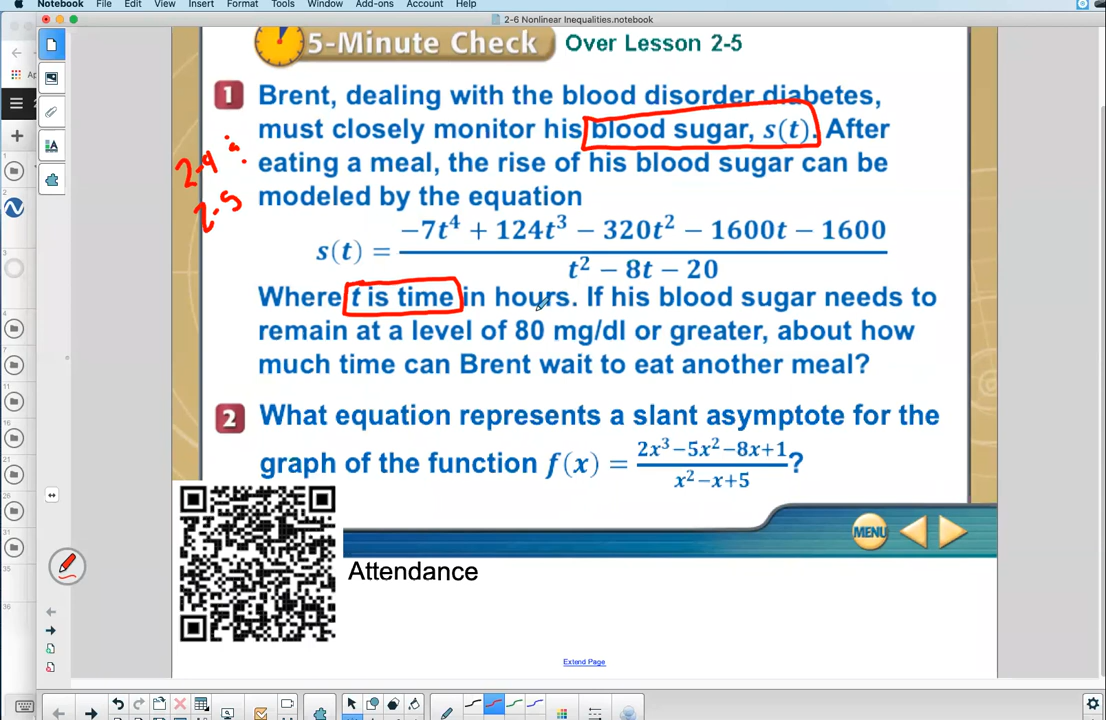 Notebook File Edit View Insert Format Tools Window Add-ons Account Help
2-6 Nonlinear Inequalities.notebook
5-Minute Check Over Lesson 2-5
1 Brent, dealing with the blood disorder diabetes,
must closely monitor his blood sugar, s(t). After
2-4 eating a meal, the rise of his blood sugar can be
2-5 modeled by the equation
s(t) = (−7t⁴ + 124t³ − 320t² − 1600t − 1600) / (t² − 8t − 20)
Where t is time in hours. If his blood sugar needs to
remain at a level of 80 mg/dl or greater, about how
much time can Brent wait to eat another meal?
2 What equation represents a slant asymptote for the
graph of the function f(x) = (2x³−5x²−8x+1) / (x²−x+5)?
MENU
Attendance
Extend Page